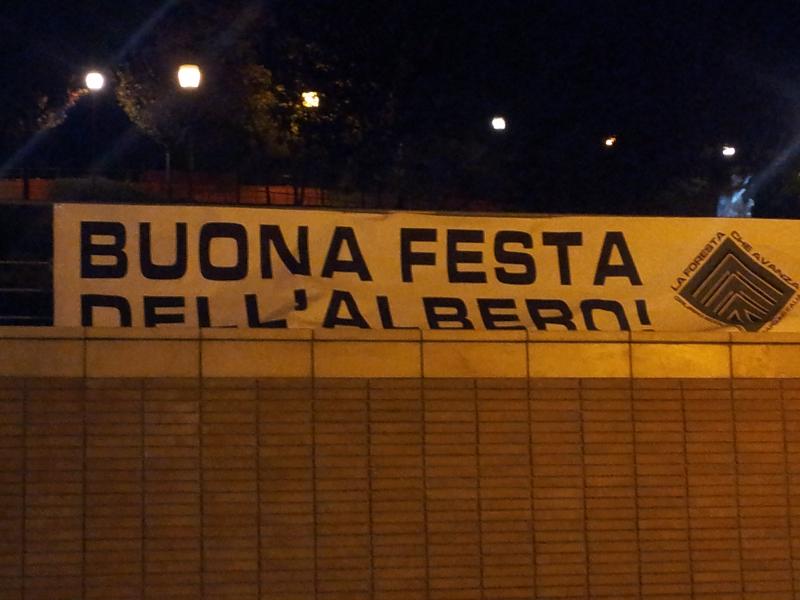 BUONA FESTA
DELL'ALBERO!
LA FORESTA
CHE AVANZA